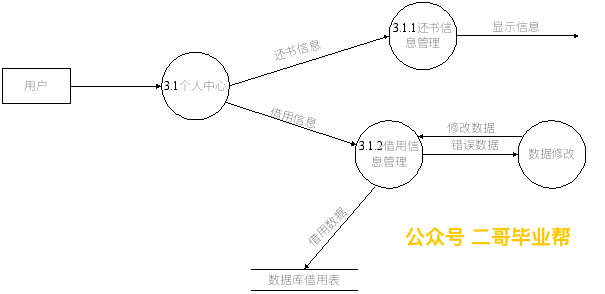 3.1.1还书信
息管理
显示信息
还书信息
用户
3.1个人中心
借用信息
3.1.2借用信
息管理
修改数据
错误数据
数据修改
借用数据
公众号 二哥毕业帮
数据库借用表